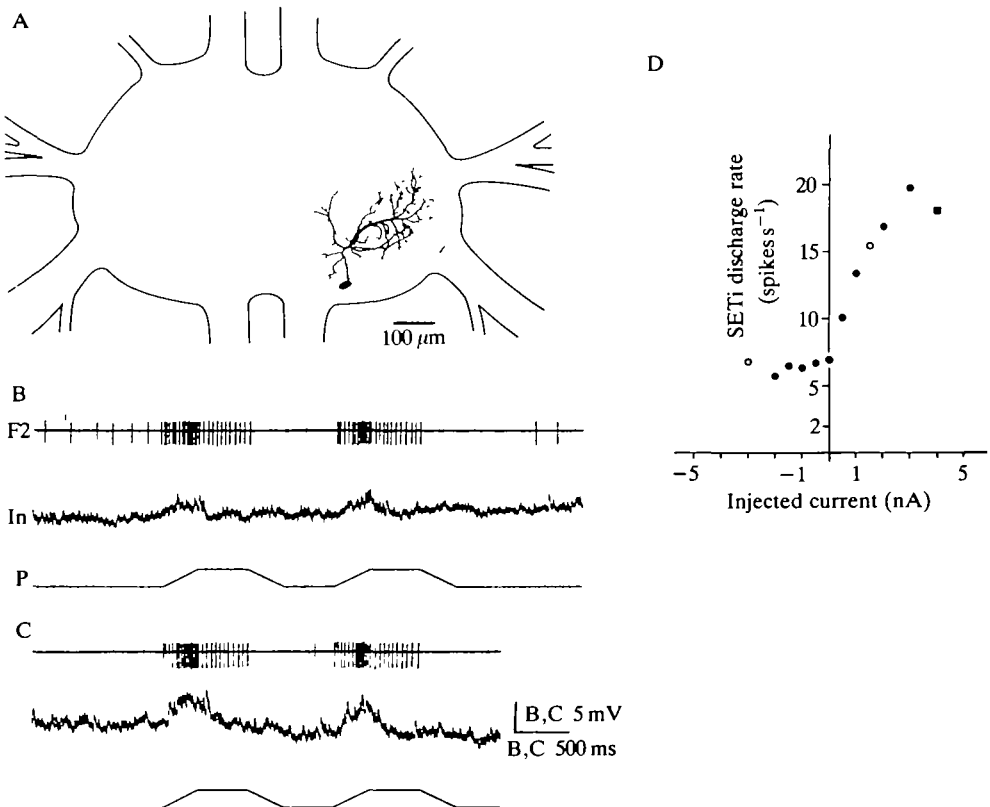 A
100 μm
B
F2
In
P
C
B,C 5 mV
B,C 500 ms
D
SETi discharge rate
(spikes s⁻¹)
20
15
10
5
2
−5
−1
1
5
Injected current (nA)